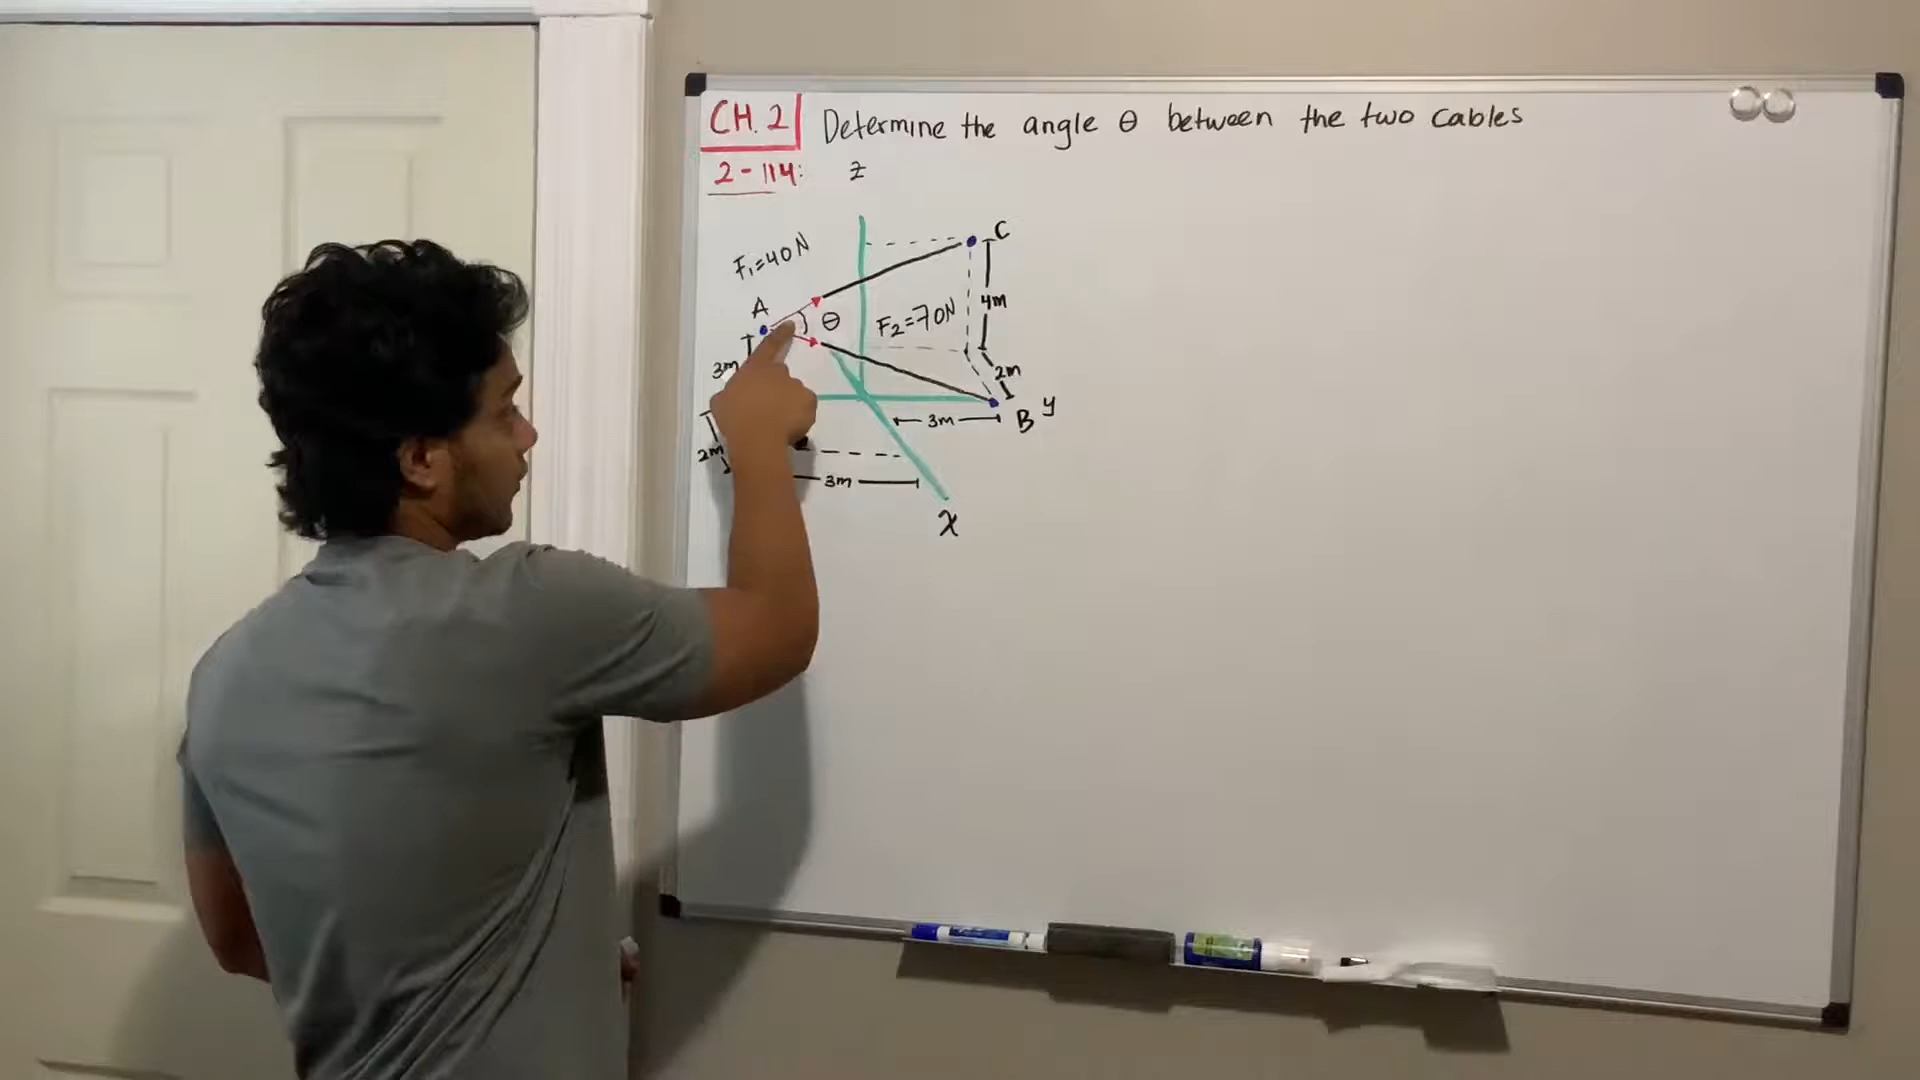 CH. 2 Determine the angle θ between the two cables
2-114:
z
C
F₁=40N
A
θ
F₂=70N
4m
3m
2m
B y
3m
2m
3m
x